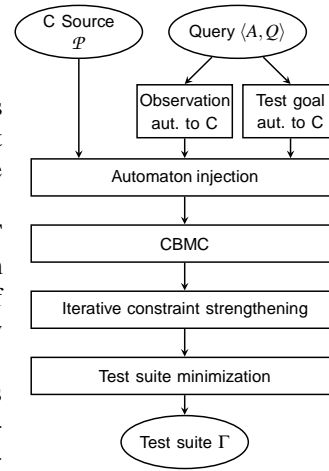 C Source
𝒫
Query ⟨A, Q⟩
Observation
aut. to C
Test goal
aut. to C
Automaton injection
CBMC
Iterative constraint strengthening
Test suite minimization
Test suite Γ